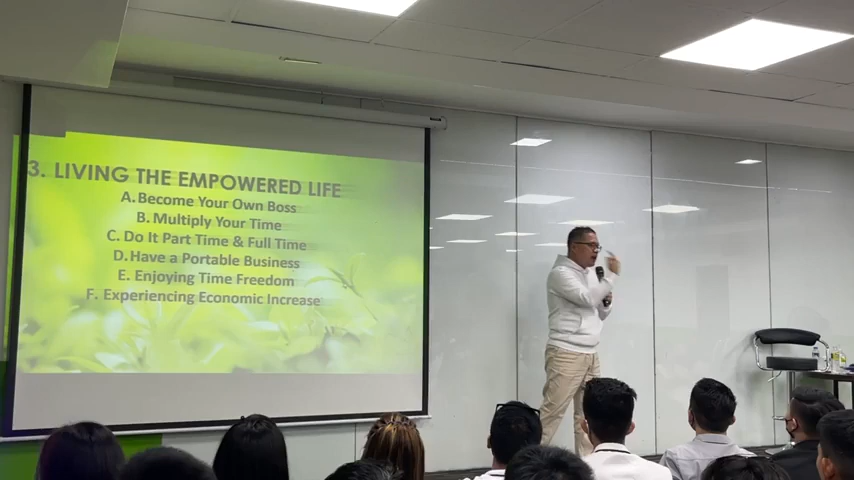 3. LIVING THE EMPOWERED LIFE
A. Become Your Own Boss
B. Multiply Your Time
C. Do It Part Time & Full Time
D. Have a Portable Business
E. Enjoying Time Freedom
F. Experiencing Economic Increase